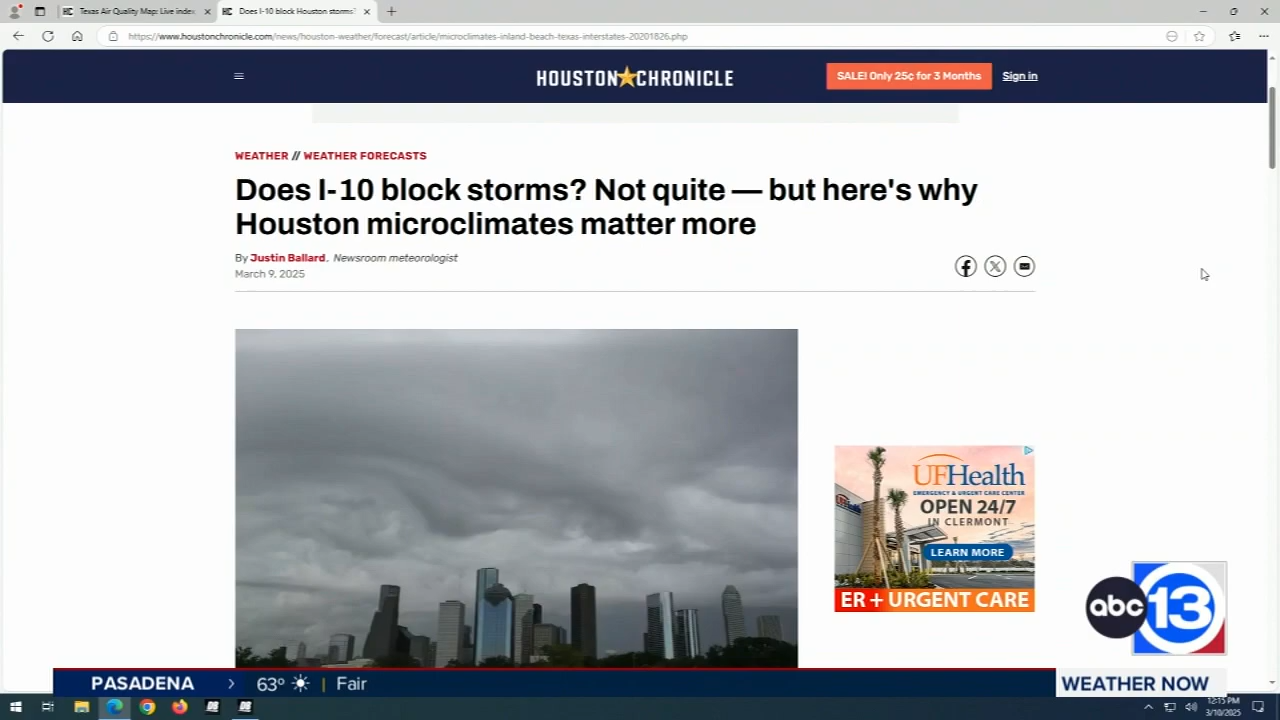 Texas Air Quality Map: Live index
Does I-10 block Houston storms?
https://www.houstonchronicle.com/news/houston-weather/forecast/article/microclimates-inland-beach-texas-interstates-20201826.php
HOUSTON CHRONICLE
SALE! Only 25¢ for 3 Months
Sign in
WEATHER // WEATHER FORECASTS
Does I-10 block storms? Not quite — but here's why
Houston microclimates matter more
By Justin Ballard, Newsroom meteorologist
March 9, 2025
UFHealth
EMERGENCY & URGENT CARE CENTER
OPEN 24/7
IN CLERMONT
LEARN MORE
ER + URGENT CARE
abc 13
PASADENA > 63° | Fair
WEATHER NOW
12:15 PM
3/10/2025